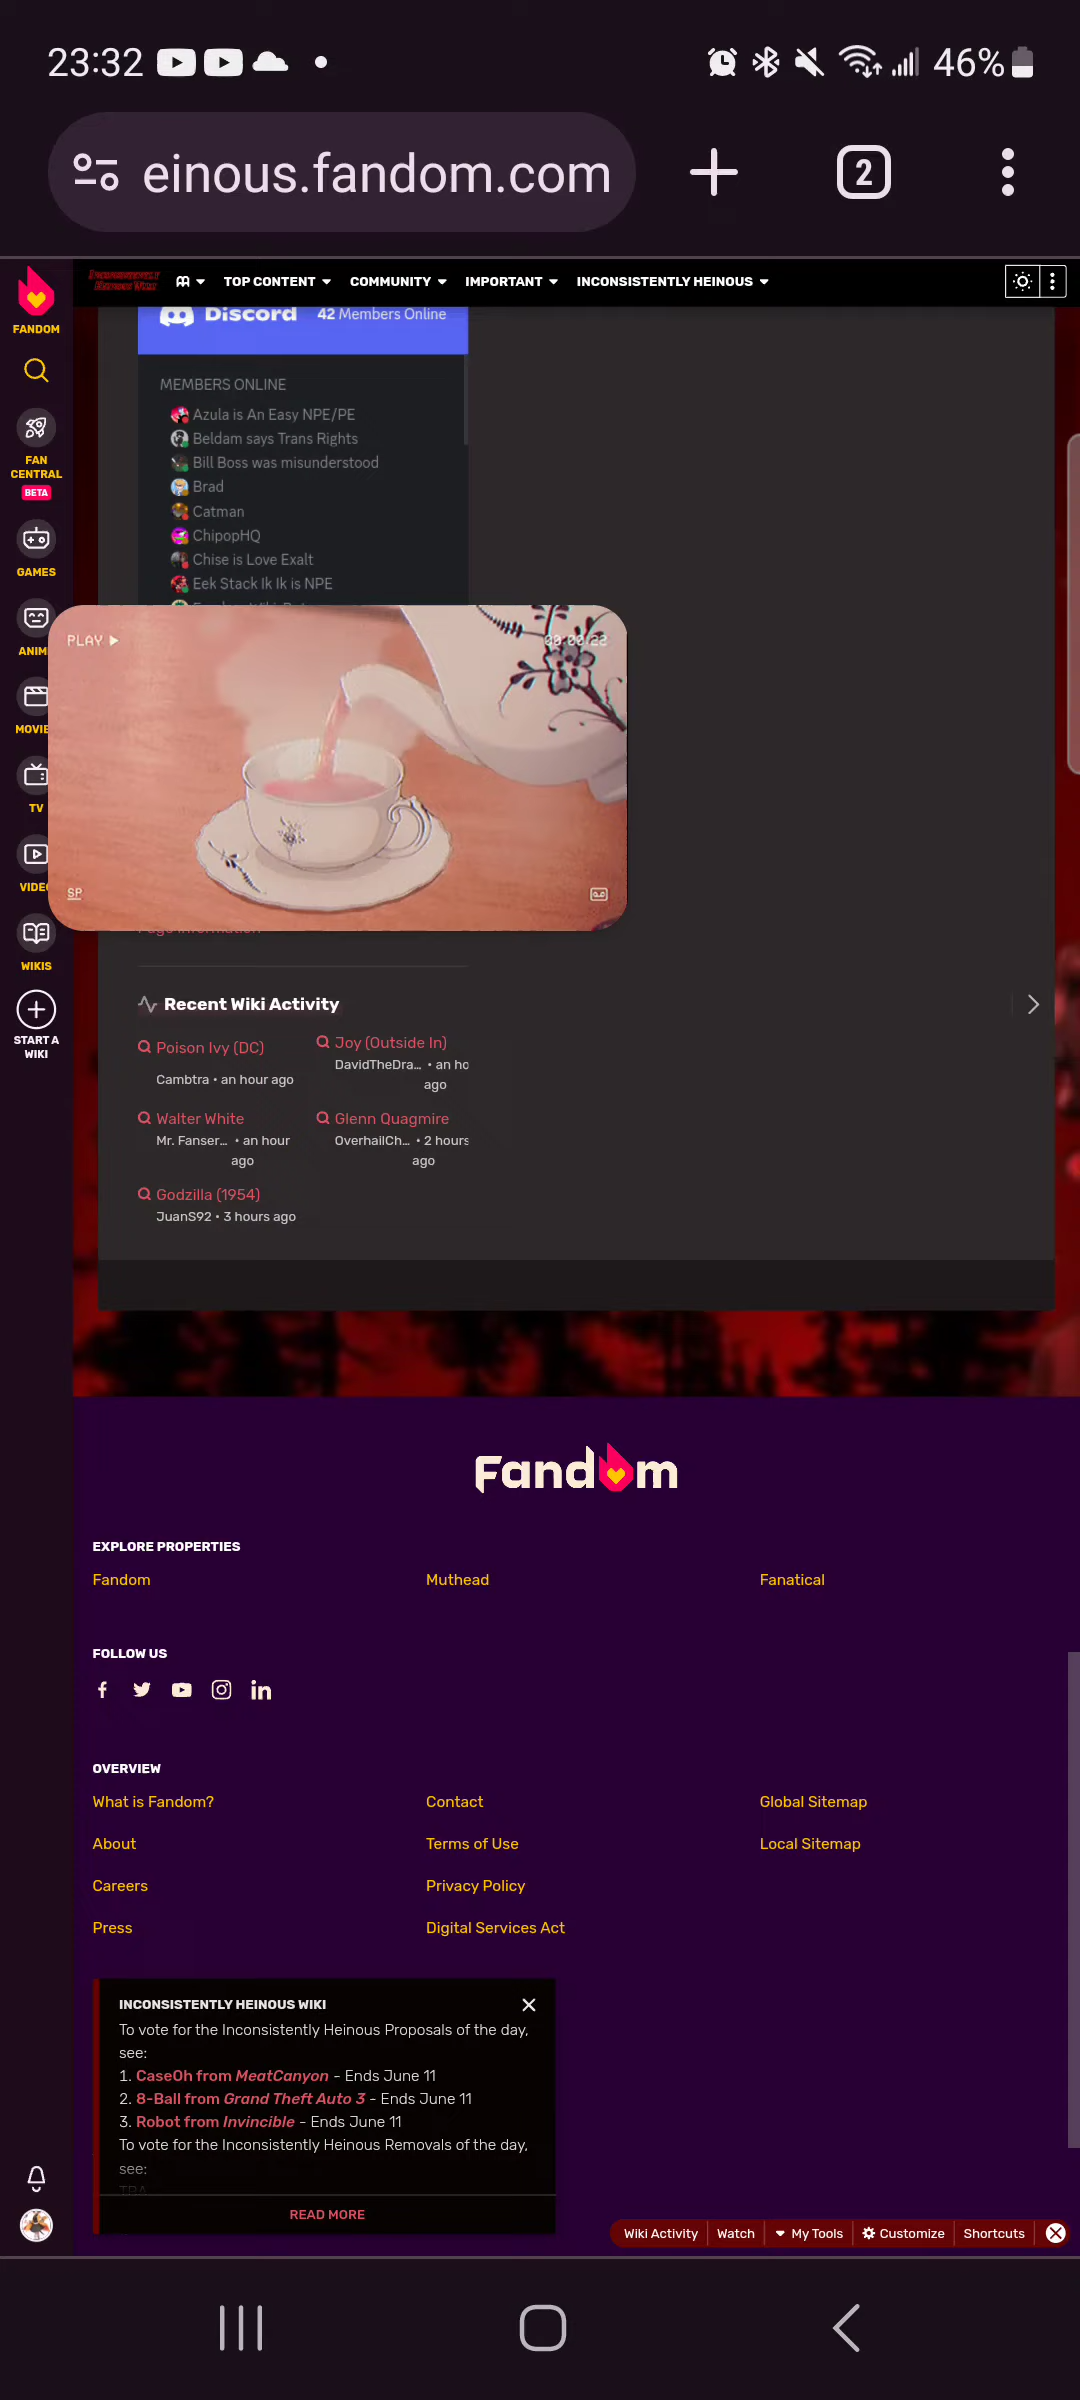 23:32
46%
einous.fandom.com
2
FANDOM
TOP CONTENT
COMMUNITY
IMPORTANT
INCONSISTENTLY HEINOUS
FAN
CENTRAL
BETA
GAMES
TV
WIKIS
START A
WIKI
Discord
42 Members Online
MEMBERS ONLINE
Azula is An Easy NPE/PE
Beldam says Trans Rights
Bill Boss was misunderstood
Brad
Catman
ChipopHQ
Chise is Love Exalt
Eek Stack Ik Ik is NPE
PLAY
00:00:22
SP
Recent Wiki Activity
Poison Ivy (DC)
Cambtra • an hour ago
Joy (Outside In)
DavidTheDra... • an ho
ago
Walter White
Mr. Fanser... • an hour
ago
Glenn Quagmire
OverhailCh... • 2 hours
ago
Godzilla (1954)
JuanS92 • 3 hours ago
Fandom
EXPLORE PROPERTIES
Fandom
Muthead
Fanatical
FOLLOW US
OVERVIEW
What is Fandom?
Contact
Global Sitemap
About
Terms of Use
Local Sitemap
Careers
Privacy Policy
Press
Digital Services Act
INCONSISTENTLY HEINOUS WIKI
To vote for the Inconsistently Heinous Proposals of the day,
see:
1. CaseOh from MeatCanyon - Ends June 11
2. 8-Ball from Grand Theft Auto 3 - Ends June 11
3. Robot from Invincible - Ends June 11
To vote for the Inconsistently Heinous Removals of the day,
see:
READ MORE
Wiki Activity
Watch
My Tools
Customize
Shortcuts